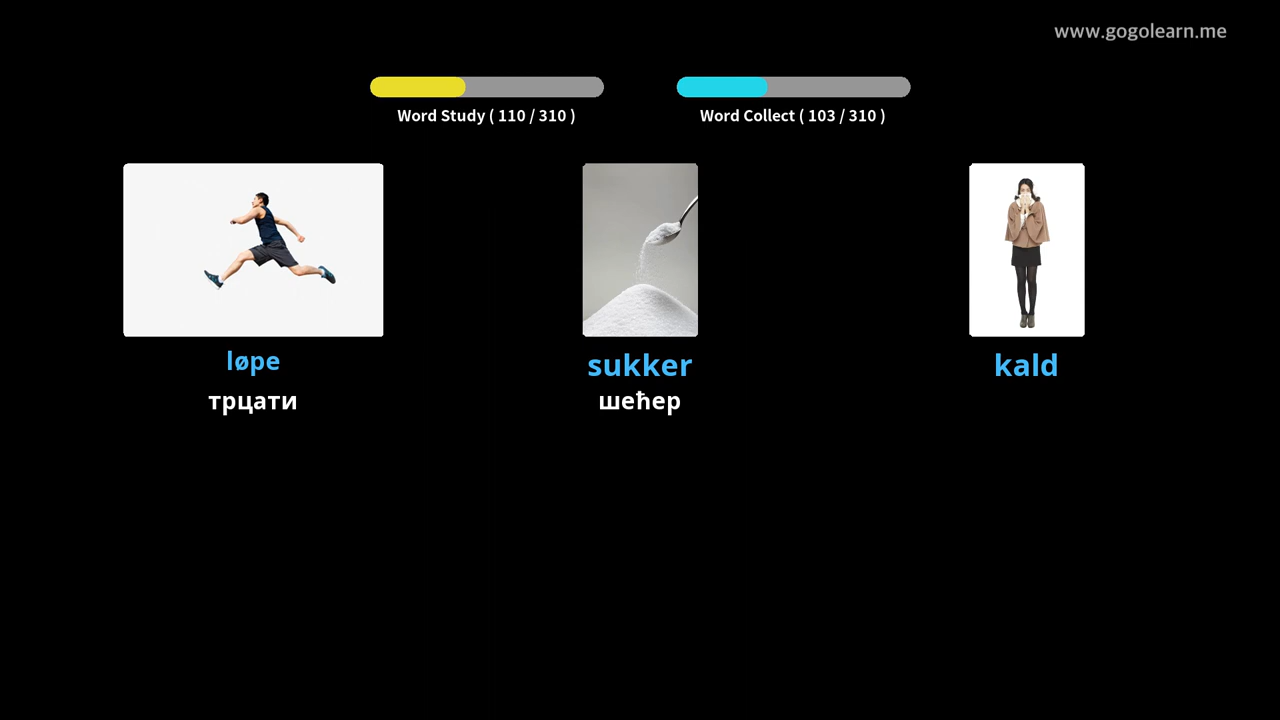 www.gogolearn.me
Word Study ( 110 / 310 )
Word Collect ( 103 / 310 )
løpe
sukker
kald
трцати
шећер